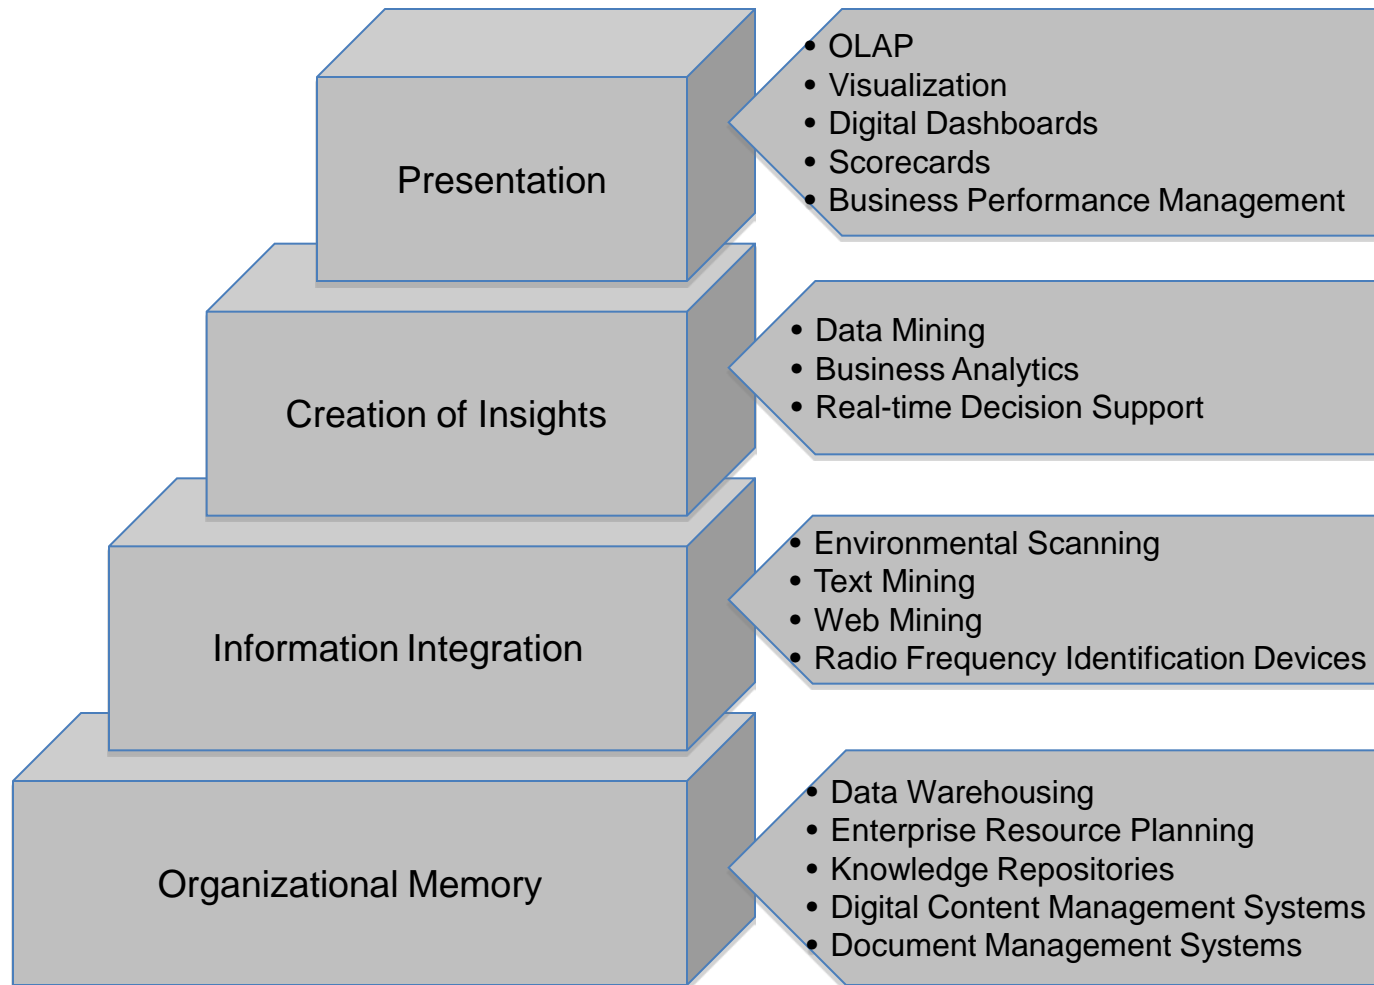 Presentation
• OLAP
• Visualization
• Digital Dashboards
• Scorecards
• Business Performance Management
Creation of Insights
• Data Mining
• Business Analytics
• Real-time Decision Support
Information Integration
• Environmental Scanning
• Text Mining
• Web Mining
• Radio Frequency Identification Devices
Organizational Memory
• Data Warehousing
• Enterprise Resource Planning
• Knowledge Repositories
• Digital Content Management Systems
• Document Management Systems